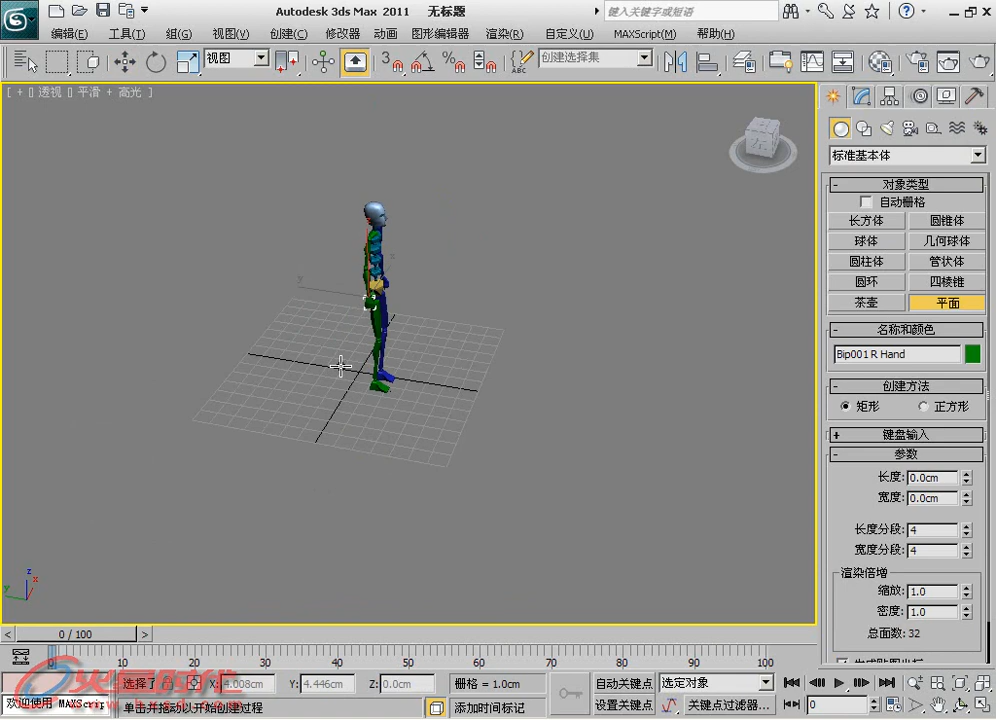 Autodesk 3ds Max 2011 无标题 键入关键字或短语
编辑(E) 工具(T) 组(G) 视图(V) 创建(C) 修改器 动画 图形编辑器 渲染(R) 自定义(U) MAXScript(M) 帮助(H)
视图 3 % ABC 创建选择集
[ + [] 透视 [] 平滑 + 高光 ]
左
标准基本体
- 对象类型
自动栅格
长方体 圆锥体
球体 几何球体
圆柱体 管状体
圆环 四棱锥
茶壶 平面
- 名称和颜色
Bip001 R Hand
- 创建方法
矩形 正方形
+ 键盘输入
- 参数
长度: 0.0cm
宽度: 0.0cm
长度分段: 4
宽度分段: 4
渲染倍增
缩放: 1.0
密度: 1.0
总面数: 32
z
x
y
y
z
< 0 / 100 >
0 10 20 30 40 50 60 70 80 90 100
选择了 X: 4.008cm Y: 4.446cm Z: 0.0cm 栅格 = 1.0cm 自动关键点 选定对象
欢迎使用 MAXScrip 单击并拖动以开始创建过程 添加时间标记 设置关键点 关键点过滤器... 0
火星时代